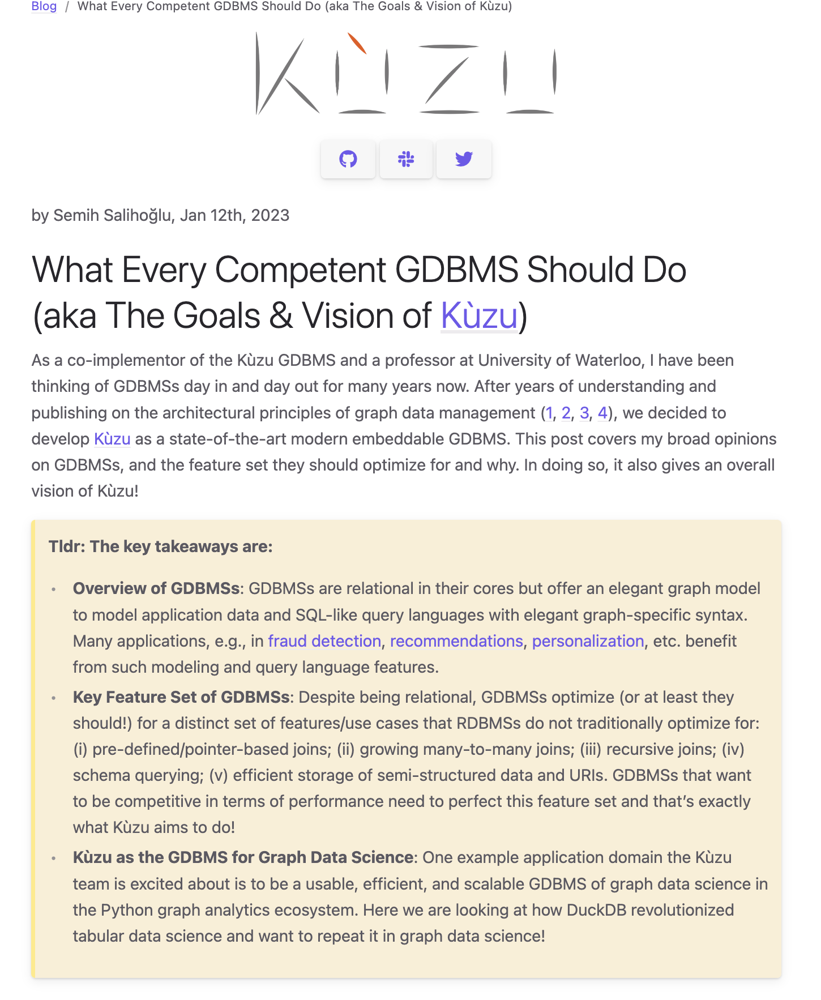 Blog / What Every Competent GDBMS Should Do (aka The Goals & Vision of Kùzu)
KÙZU
by Semih Salihoğlu, Jan 12th, 2023
What Every Competent GDBMS Should Do
(aka The Goals & Vision of Kùzu)
As a co-implementor of the Kùzu GDBMS and a professor at University of Waterloo, I have been
thinking of GDBMSs day in and day out for many years now. After years of understanding and
publishing on the architectural principles of graph data management (1, 2, 3, 4), we decided to
develop Kùzu as a state-of-the-art modern embeddable GDBMS. This post covers my broad opinions
on GDBMSs, and the feature set they should optimize for and why. In doing so, it also gives an overall
vision of Kùzu!
Tldr: The key takeaways are:
• Overview of GDBMSs: GDBMSs are relational in their cores but offer an elegant graph model
to model application data and SQL-like query languages with elegant graph-specific syntax.
Many applications, e.g., in fraud detection, recommendations, personalization, etc. benefit
from such modeling and query language features.
• Key Feature Set of GDBMSs: Despite being relational, GDBMSs optimize (or at least they
should!) for a distinct set of features/use cases that RDBMSs do not traditionally optimize for:
(i) pre-defined/pointer-based joins; (ii) growing many-to-many joins; (iii) recursive joins; (iv)
schema querying; (v) efficient storage of semi-structured data and URIs. GDBMSs that want
to be competitive in terms of performance need to perfect this feature set and that’s exactly
what Kùzu aims to do!
• Kùzu as the GDBMS for Graph Data Science: One example application domain the Kùzu
team is excited about is to be a usable, efficient, and scalable GDBMS of graph data science in
the Python graph analytics ecosystem. Here we are looking at how DuckDB revolutionized
tabular data science and want to repeat it in graph data science!